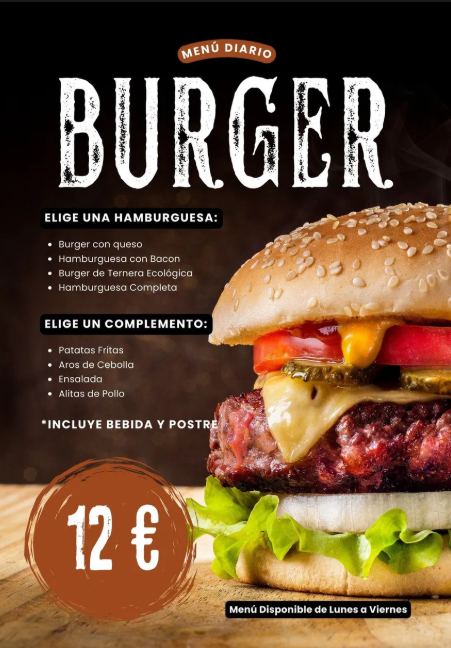 MENÚ DIARIO
BURGER
ELIGE UNA HAMBURGUESA:
• Burger con queso
• Hamburguesa con Bacon
• Burger de Ternera Ecológica
• Hamburguesa Completa
ELIGE UN COMPLEMENTO:
• Patatas Fritas
• Aros de Cebolla
• Ensalada
• Alitas de Pollo
*INCLUYE BEBIDA Y POSTRE
12 €
Menú Disponible de Lunes a Viernes